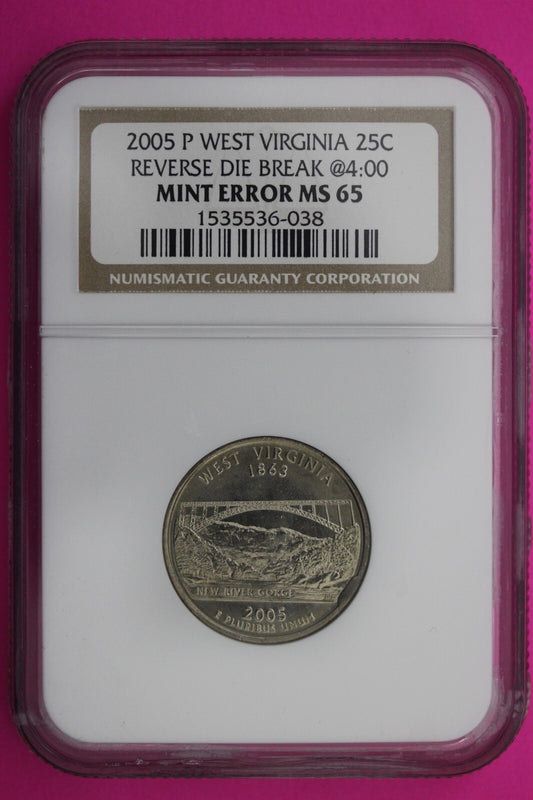 2005 P WEST VIRGINIA 25C
REVERSE DIE BREAK @4:00
MINT ERROR MS 65
1535536-038
NUMISMATIC GUARANTY CORPORATION
WEST VIRGINIA
1863
NEW RIVER GORGE
2005
E PLURIBUS UNUM